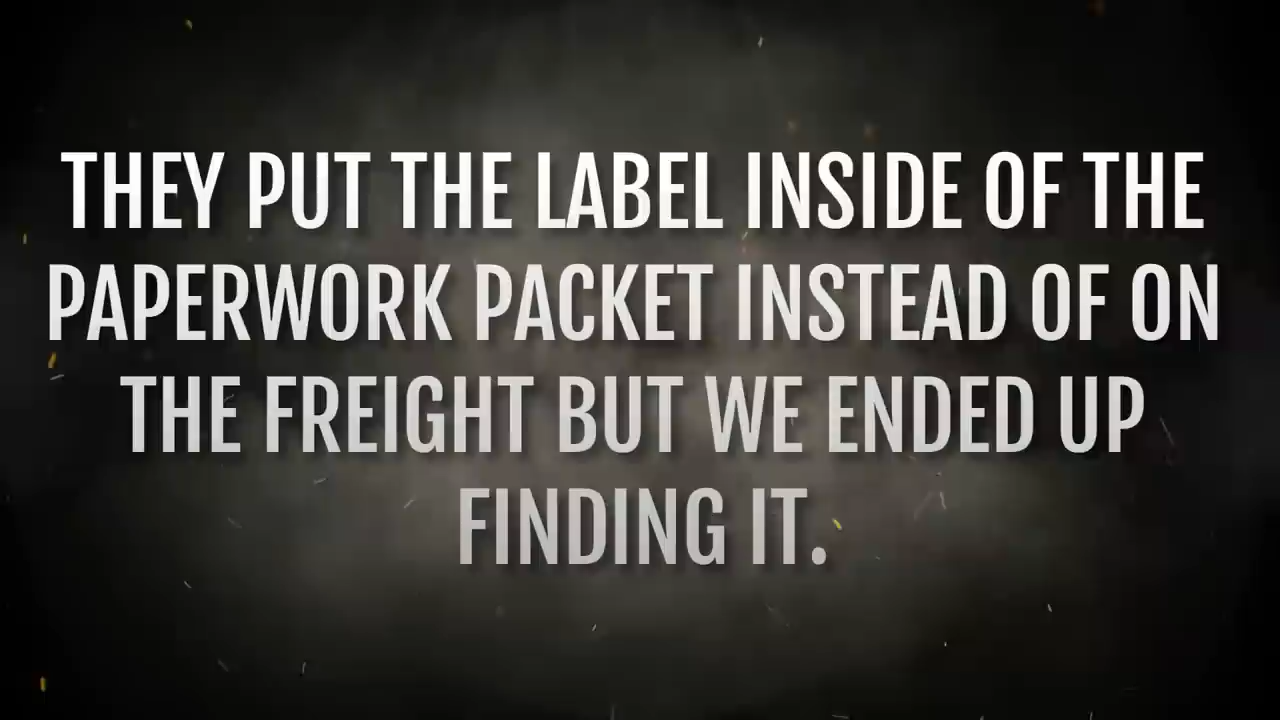 THEY PUT THE LABEL INSIDE OF THE
PAPERWORK PACKET INSTEAD OF ON
THE FREIGHT BUT WE ENDED UP
FINDING IT.